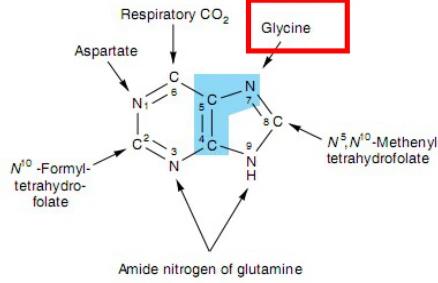 Respiratory CO2
Glycine
Aspartate
C
6
N
7
N1
5 C
8 C
C2
4 C
9
N
3
N
H
N5,N10-Methenyl
tetrahydrofolate
N10 -Formyl-
tetrahydro-
folate
Amide nitrogen of glutamine